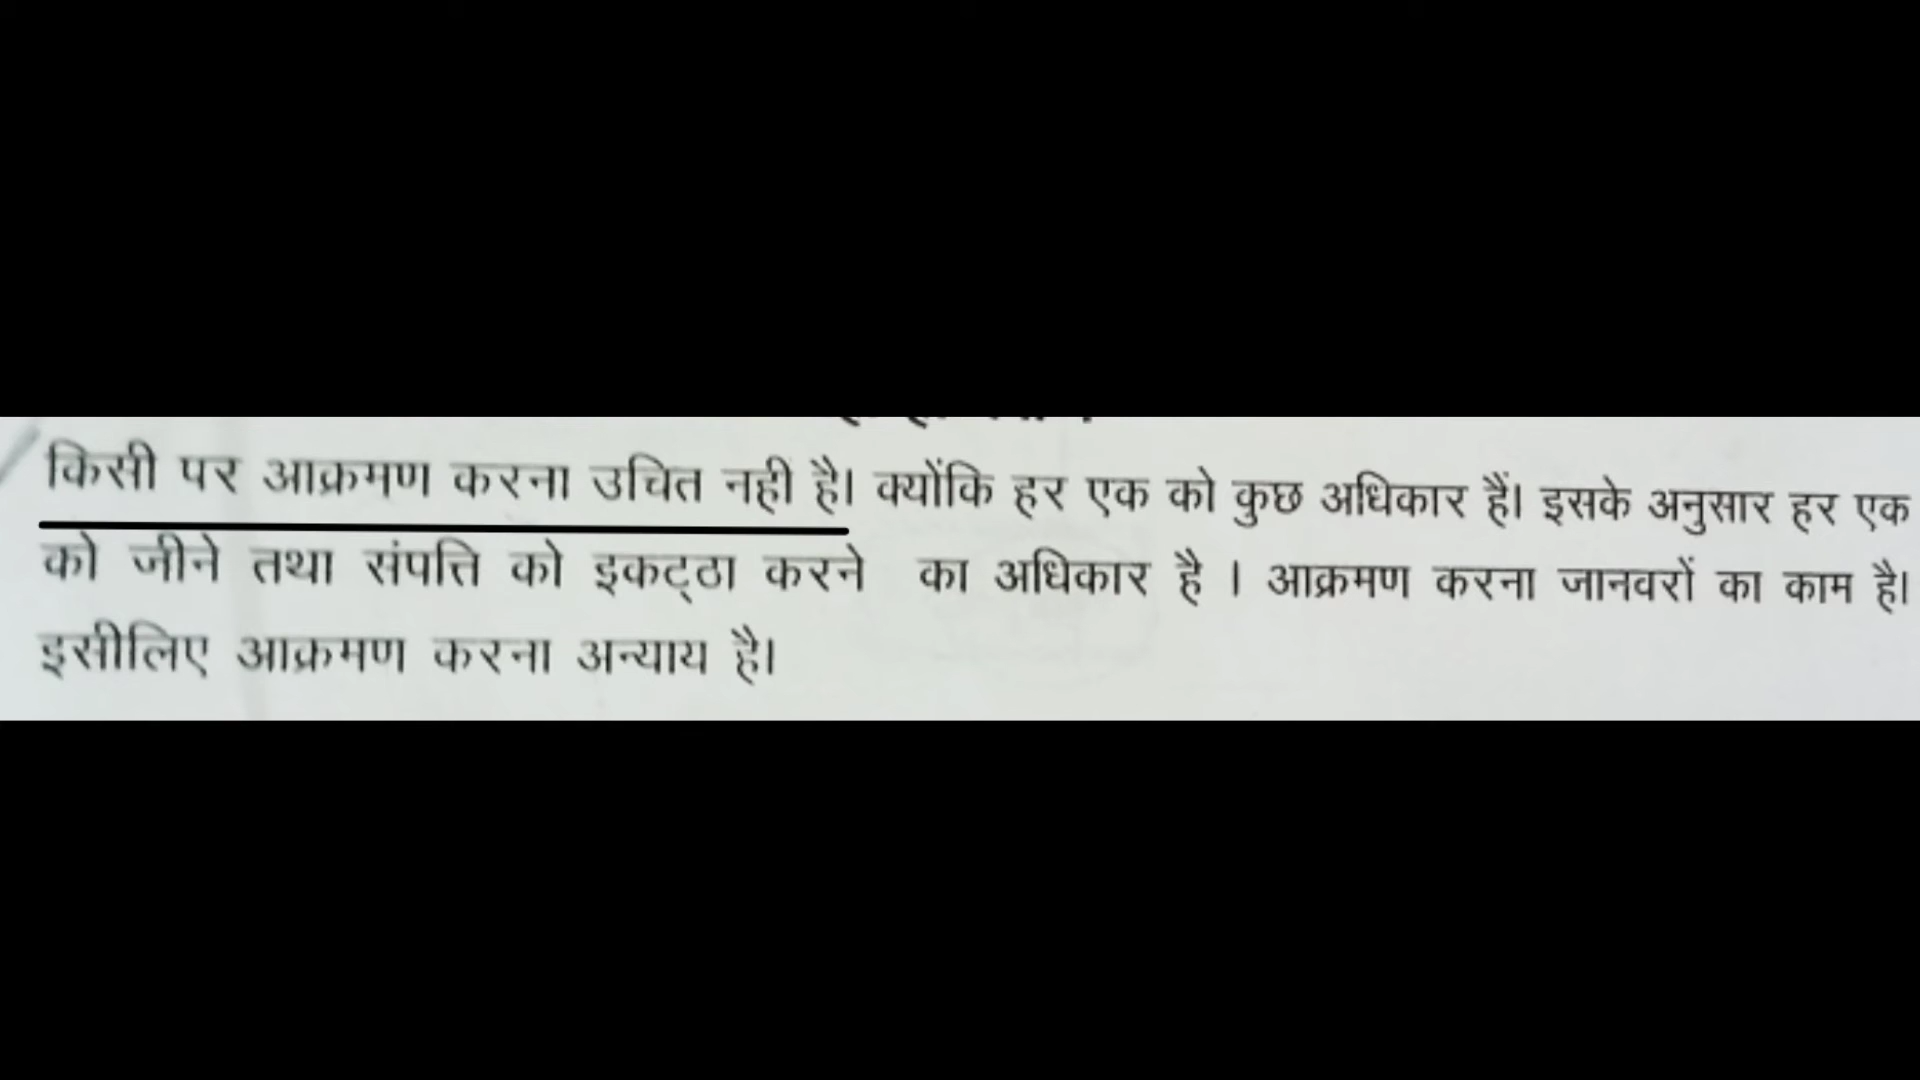 किसी पर आक्रमण करना उचित नही है। क्योंकि हर एक को कुछ अधिकार हैं। इसके अनुसार हर एक
को जीने तथा संपत्ति को इकट्ठा करने का अधिकार है । आक्रमण करना जानवरों का काम है।
इसीलिए आक्रमण करना अन्याय है।